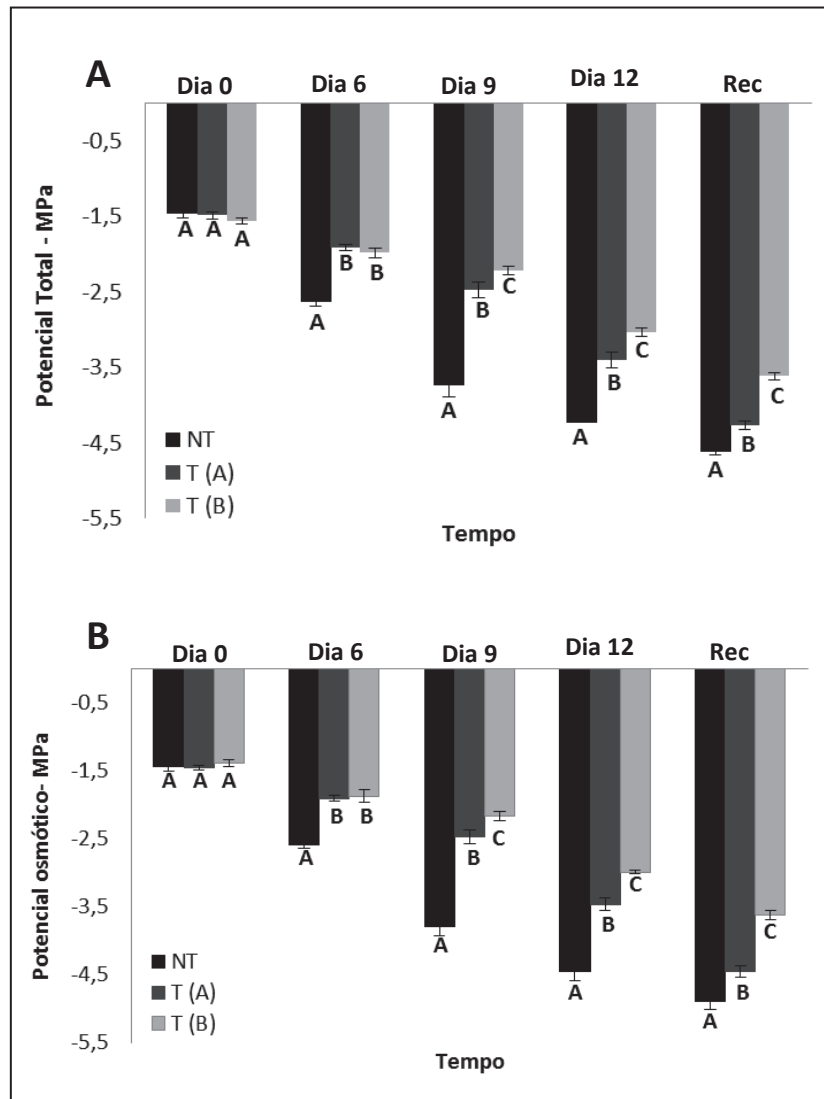 A
Dia 0 Dia 6 Dia 9 Dia 12 Rec
-0,5
-1,5
-2,5
-3,5
-4,5
-5,5
Potencial Total - MPa
A A A
A B B
A B C
A B C
A B C
NT
T (A)
T (B)
Tempo
B
Dia 0 Dia 6 Dia 9 Dia 12 Rec
-0,5
-1,5
-2,5
-3,5
-4,5
-5,5
Potencial osmótico- MPa
A A A
A B B
A B C
A B C
A B C
NT
T (A)
T (B)
Tempo